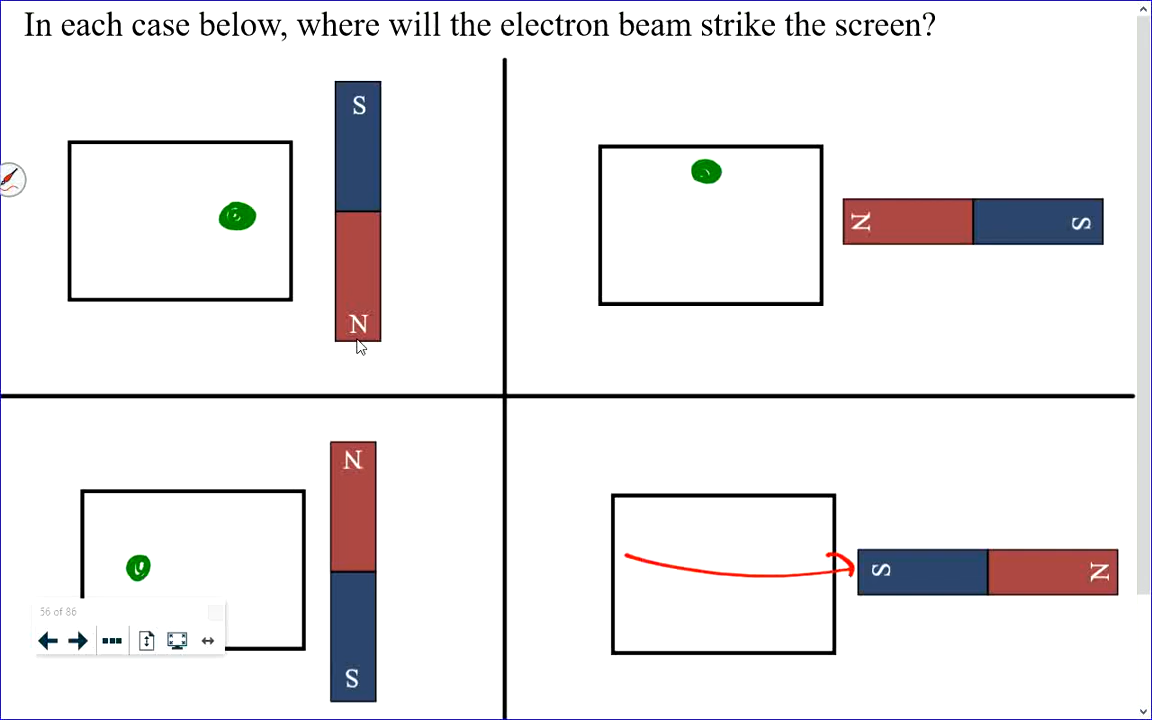 In each case below, where will the electron beam strike the screen?
S
N
N
S
N
S
S
N
56 of 86